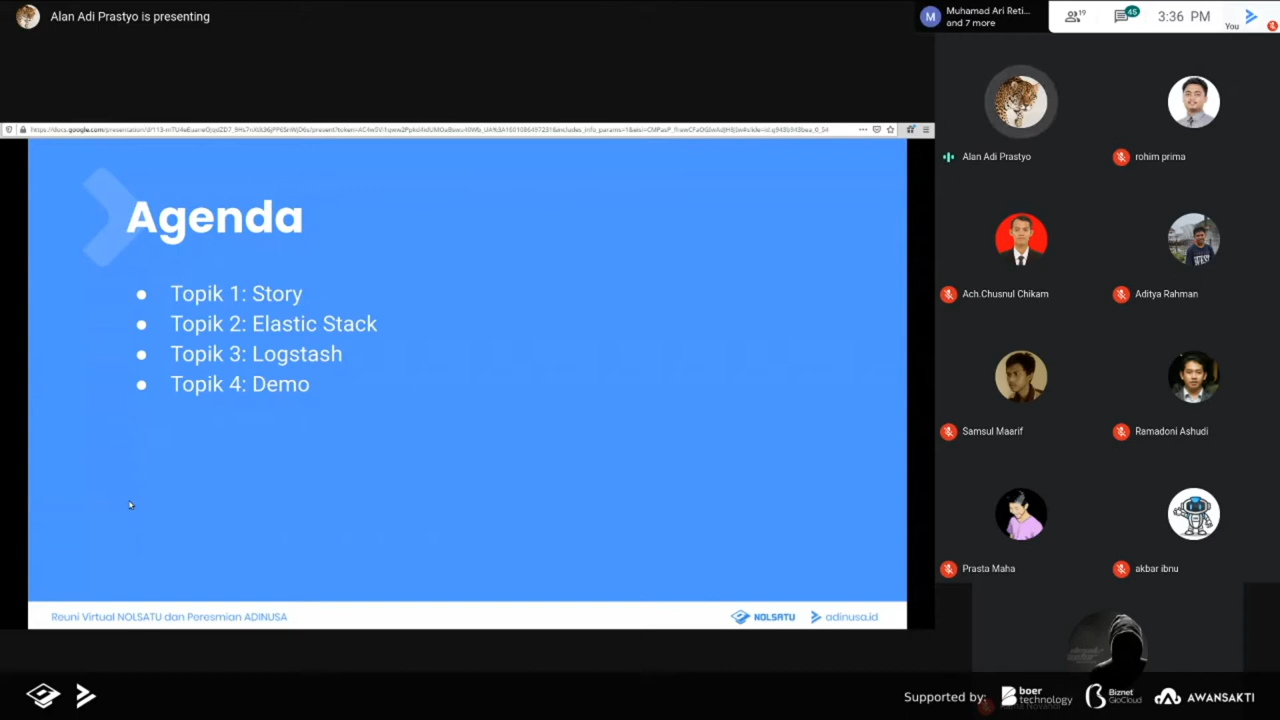 Alan Adi Prastyo is presenting
Muhamad Ari Reti...
and 7 more
19
45
3:36 PM
You
Agenda
Topik 1: Story
Topik 2: Elastic Stack
Topik 3: Logstash
Topik 4: Demo
Reuni Virtual NOLSATU dan Peresmian ADINUSA
NOLSATU
adinusa.id
Alan Adi Prastyo
rohim prima
Ach.Chusnul Chikam
Aditya Rahman
Samsul Maarif
Ramadoni Ashudi
Prasta Maha
akbar ibnu
Supported by:
boer technology
Biznet GioCloud
AWANSAKTI